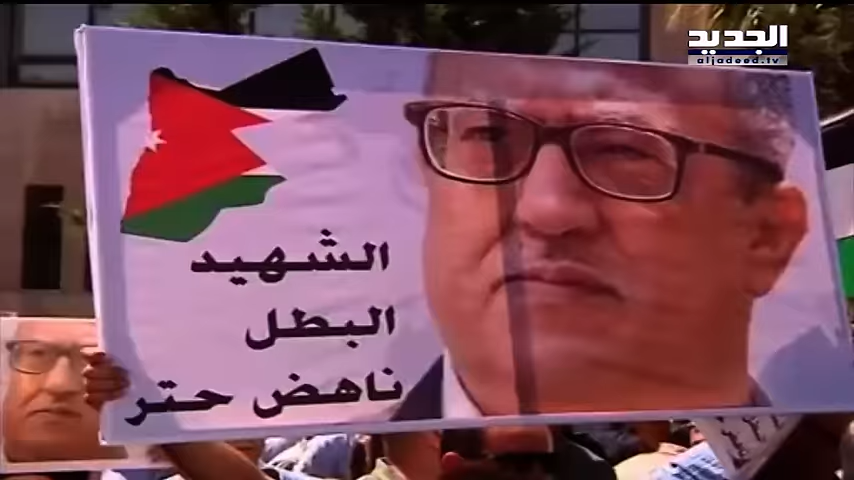 الجديد
aljadeed.tv
الشهيد
البطل
ناهض حتر